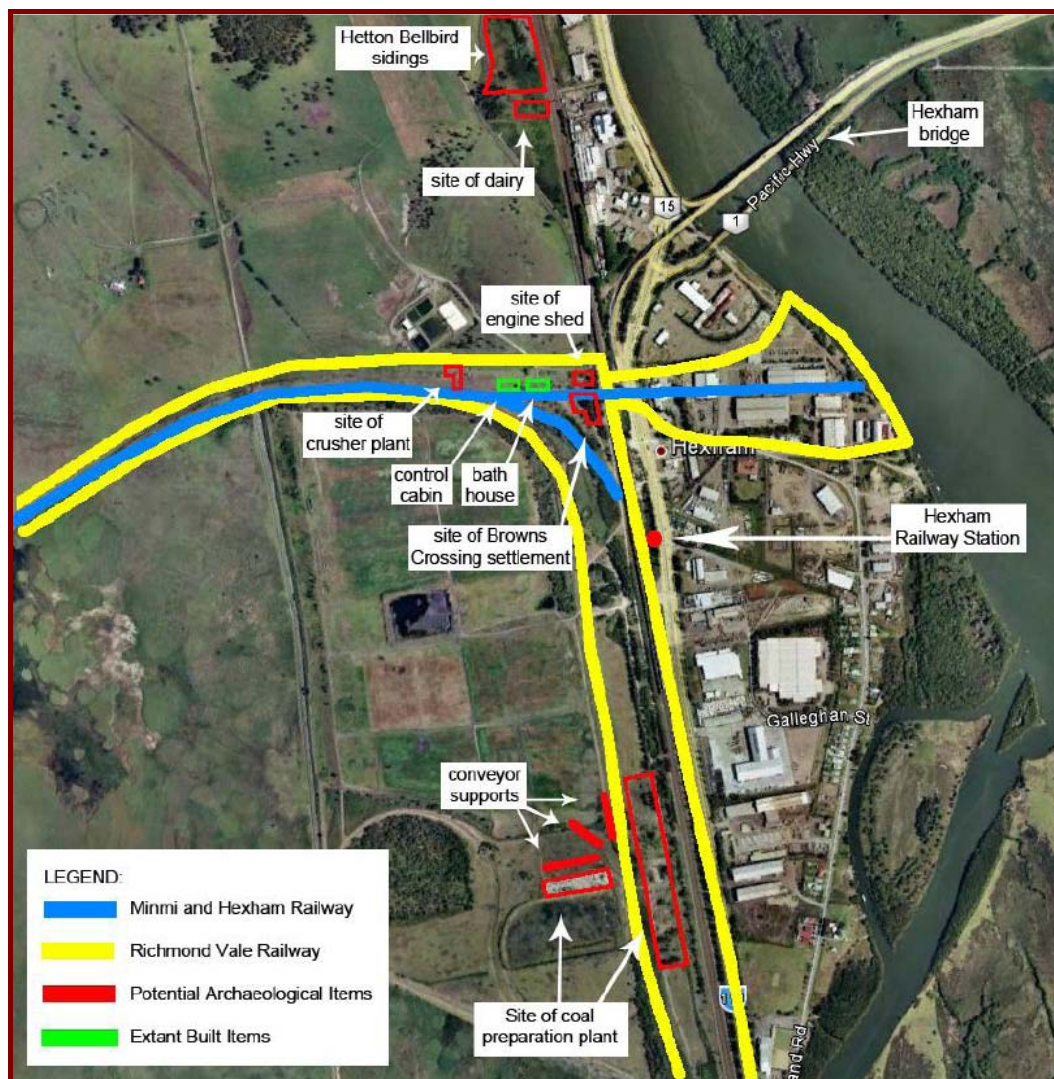 Hetton Bellbird
sidings
Hexham
bridge
site of dairy
Pacific Hwy
15
1
site of
engine shed
site of
crusher plant
control
cabin
bath
house
Hexham
site of Browns
Crossing settlement
Hexham
Railway Station
Galleghan St
conveyor
supports
LEGEND:
Minmi and Hexham Railway
Richmond Vale Railway
Potential Archaeological Items
Extant Built Items
Site of coal
preparation plant
Rd